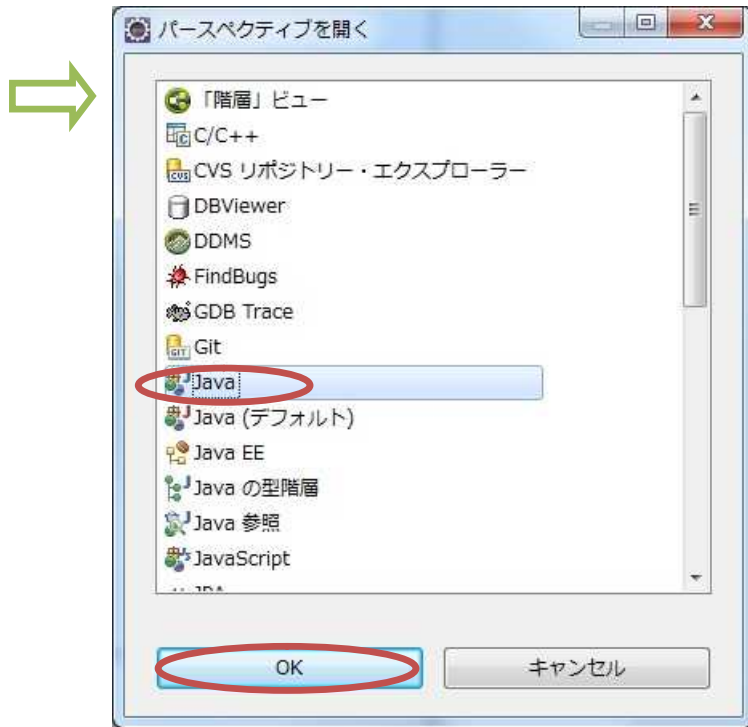 パースペクティブを開く
「階層」ビュー
C/C++
CVS リポジトリー・エクスプローラー
DBViewer
DDMS
FindBugs
GDB Trace
Git
Java
Java (デフォルト)
Java EE
Java の型階層
Java 参照
JavaScript
OK キャンセル